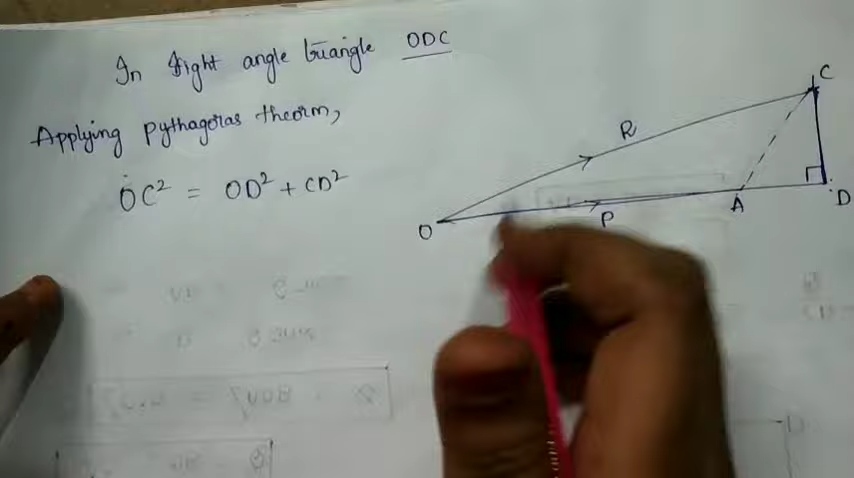 In right angle triangle ODC
Applying pythagoras theorm,
OC² = OD² + CD²
C
R
O
P
A
D